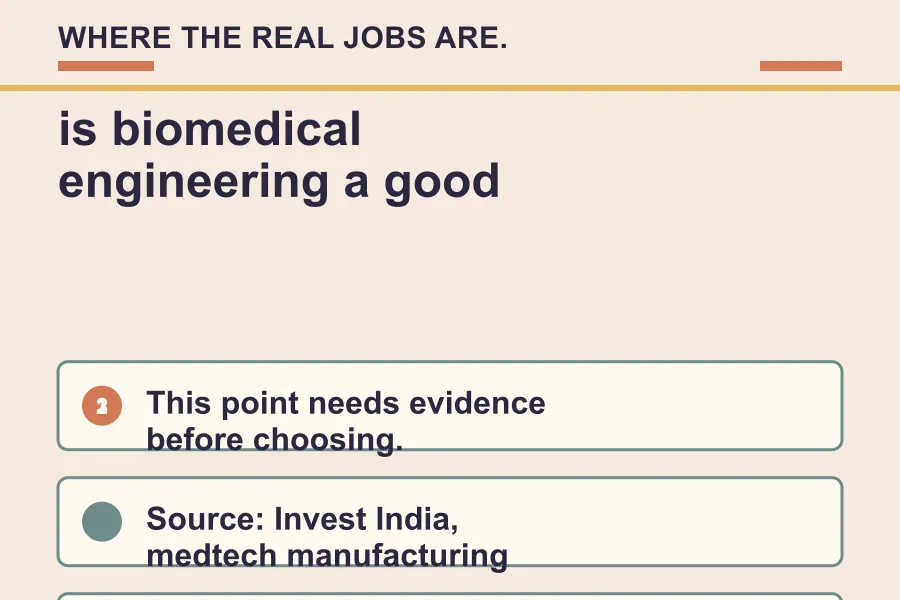 WHERE THE REAL JOBS ARE.
is biomedical
engineering a good
This point needs evidence
before choosing.
Source: Invest India,
medtech manufacturing